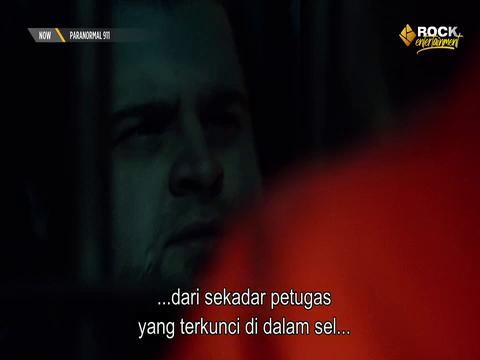 NOW
PARANORMAL 911
ROCK
entertainment
...dari sekadar petugas
yang terkunci di dalam sel...